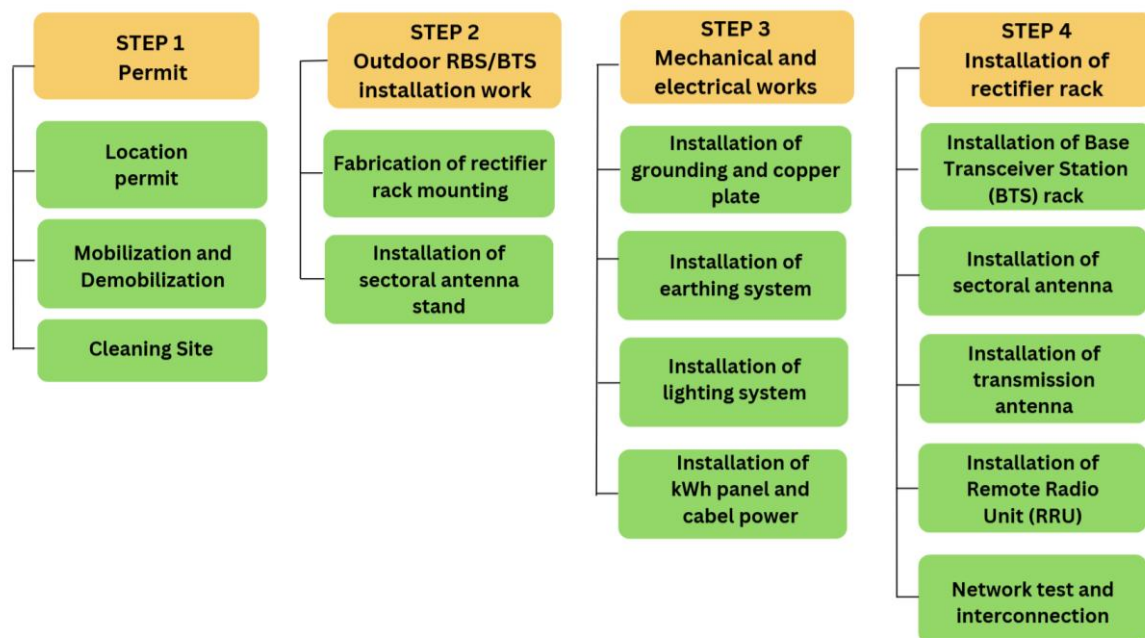 STEP 1
Permit
Location
permit
Mobilization and
Demobilization
Cleaning Site
STEP 2
Outdoor RBS/BTS
installation work
Fabrication of rectifier
rack mounting
Installation of
sectoral antenna
stand
STEP 3
Mechanical and
electrical works
Installation of
grounding and copper
plate
Installation of
earthing system
Installation of
lighting system
Installation of
kWh panel and
cabel power
STEP 4
Installation of
rectifier rack
Installation of Base
Transceiver Station
(BTS) rack
Installation of
sectoral antenna
Installation of
transmission
antenna
Installation of
Remote Radio
Unit (RRU)
Network test and
interconnection